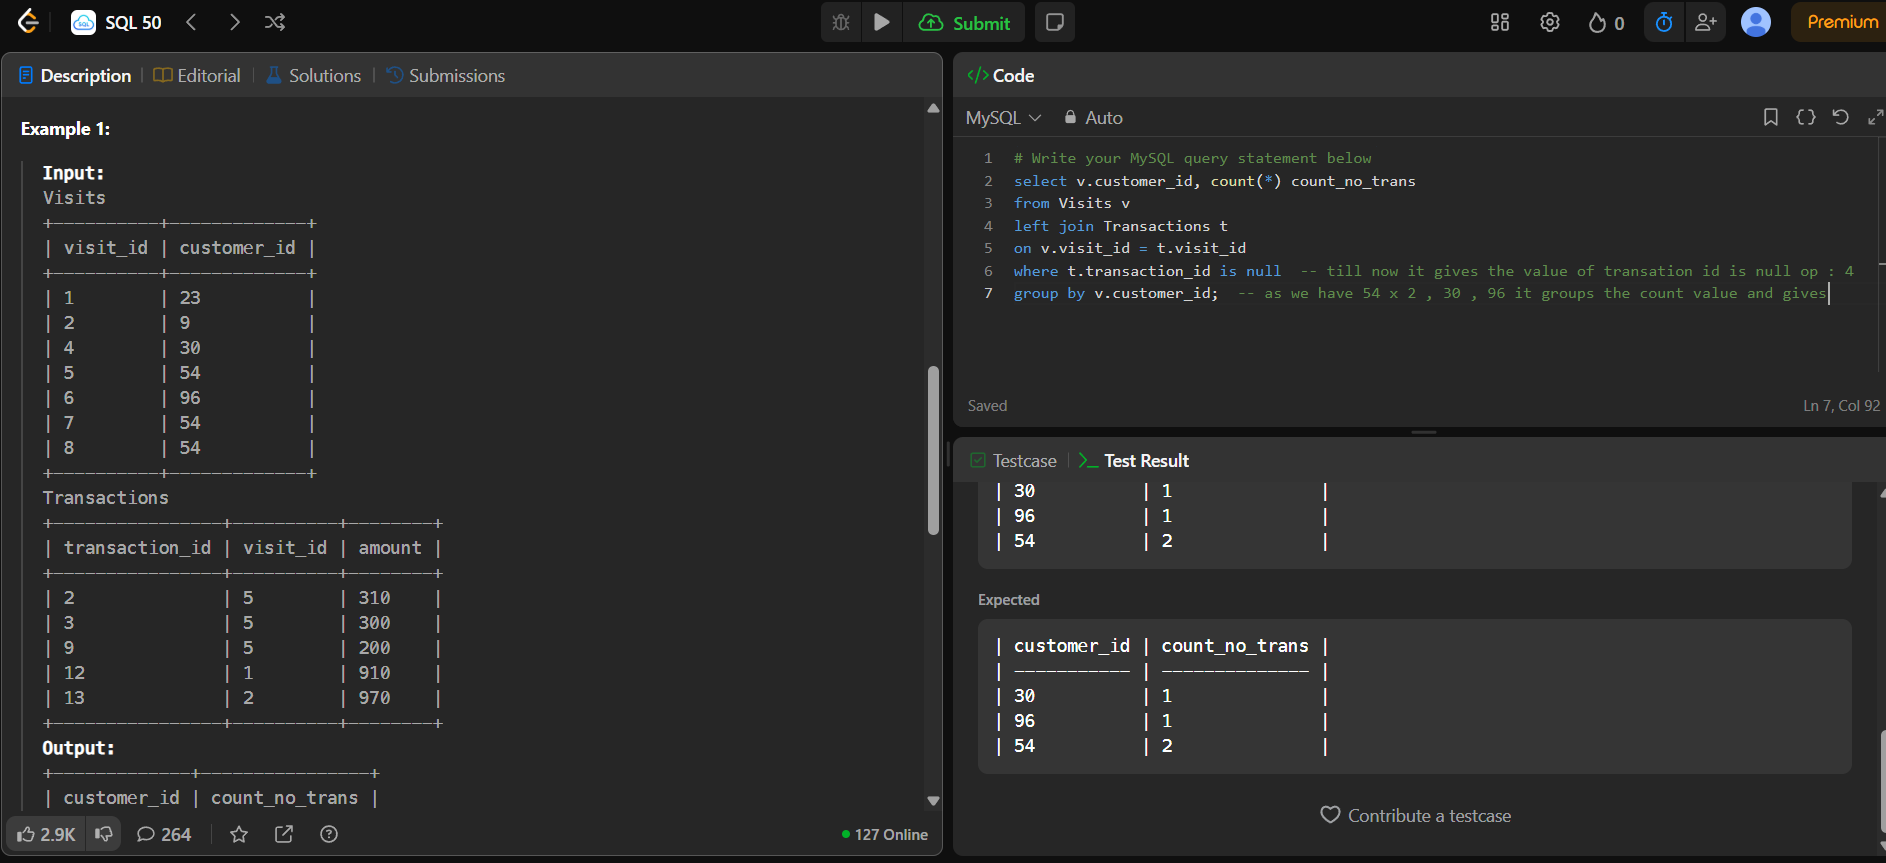 SQL 50
Submit
0
Premium
Description
Editorial
Solutions
Submissions
Example 1:
Input:
Visits
+----------+-------------+
| visit_id | customer_id |
+----------+-------------+
| 1        | 23          |
| 2        | 9           |
| 4        | 30          |
| 5        | 54          |
| 6        | 96          |
| 7        | 54          |
| 8        | 54          |
+----------+-------------+
Transactions
+----------------+----------+--------+
| transaction_id | visit_id | amount |
+----------------+----------+--------+
| 2              | 5        | 310    |
| 3              | 5        | 300    |
| 9              | 5        | 200    |
| 12             | 1        | 910    |
| 13             | 2        | 970    |
+----------------+----------+--------+
Output:
+-------------+----------------+
| customer_id | count_no_trans |
2.9K
264
127 Online
</> Code
MySQL
Auto
1 # Write your MySQL query statement below
2 select v.customer_id, count(*) count_no_trans
3 from Visits v
4 left join Transactions t
5 on v.visit_id = t.visit_id
6 where t.transaction_id is null  -- till now it gives the value of transation id is null op : 4
7 group by v.customer_id;  -- as we have 54 x 2 , 30 , 96 it groups the count value and gives
Saved
Ln 7, Col 92
Testcase
>_ Test Result
| 30          | 1              |
| 96          | 1              |
| 54          | 2              |
Expected
| customer_id | count_no_trans |
| ----------- | -------------- |
| 30          | 1              |
| 96          | 1              |
| 54          | 2              |
Contribute a testcase